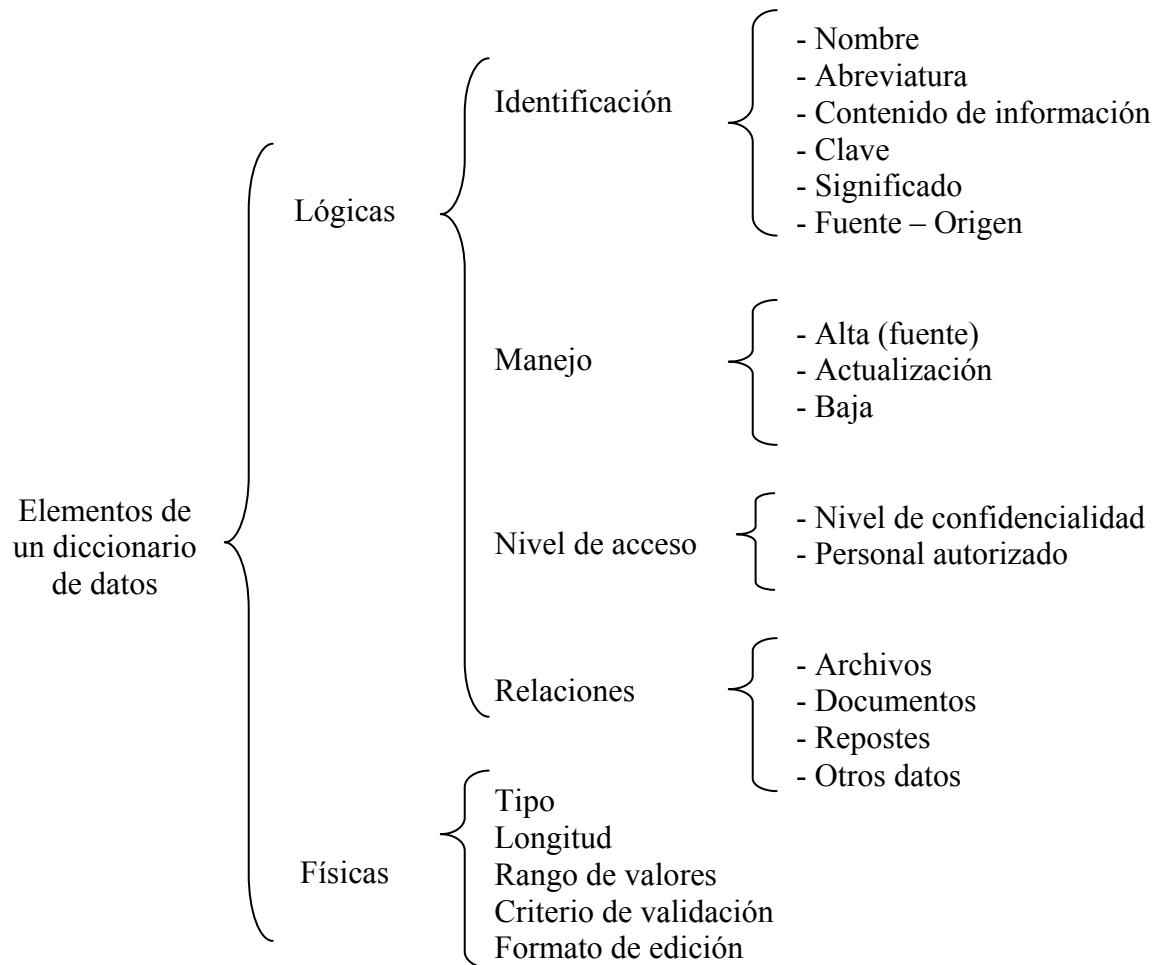 Elementos de
un diccionario
de datos
Lógicas
Identificación
- Nombre
- Abreviatura
- Contenido de información
- Clave
- Significado
- Fuente – Origen
Manejo
- Alta (fuente)
- Actualización
- Baja
Nivel de acceso
- Nivel de confidencialidad
- Personal autorizado
Relaciones
- Archivos
- Documentos
- Repostes
- Otros datos
Físicas
Tipo
Longitud
Rango de valores
Criterio de validación
Formato de edición